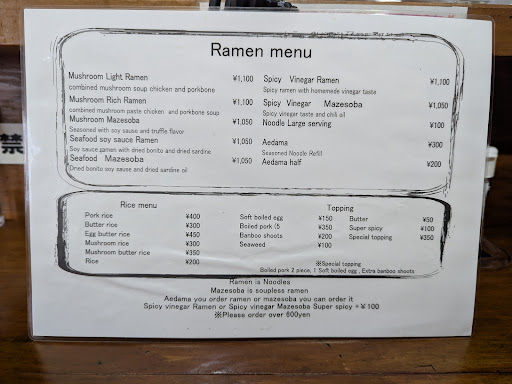 Ramen menu
Mushroom Light Ramen ¥1,100
combined mushroom soup chicken and porkbone
Mushroom Rich Ramen ¥1,100
combined mushroom paste chicken and porkbone soup
Mushroom Mazesoba ¥1,050
Seasoned with soy sauce and truffle flavor
Seafood soy sauce Ramen ¥1,050
Soy sauce ramen with dried bonito and dried sardine
Seafood Mazesoba ¥1,050
Dried bonito soy sauce and dried sardine oil
Spicy Vinegar Ramen ¥1,100
Spicy ramen with homemade vinegar taste
Spicy Vinegar Mazesoba ¥1,050
Spicy vinegar taste and chili oil
Noodle Large serving ¥100
Aedama ¥300
Seasoned Noodle Refill
Aedama half ¥200
Rice menu
Pork rice ¥400
Butter rice ¥300
Egg butter rice ¥450
Mushroom rice ¥300
Mushroom butter rice ¥350
Rice ¥200
Topping
Soft boiled egg ¥150
Boiled pork (5 ¥350
Banboo shoots ¥200
Seaweed ¥100
Butter ¥50
Super spicy ¥100
Special topping ¥350
※Special topping
Boiled pork 2 piece, 1 Soft boiled egg , Extra banboo shoots
Ramen is Noodles
Mazesoba is soupless ramen
Aedama you order ramen or mazesoba you can order it
Spicy vinegar Ramen or Spicy vinegar Mazesoba Super spicy +¥100
※Please order over 800yen
禁